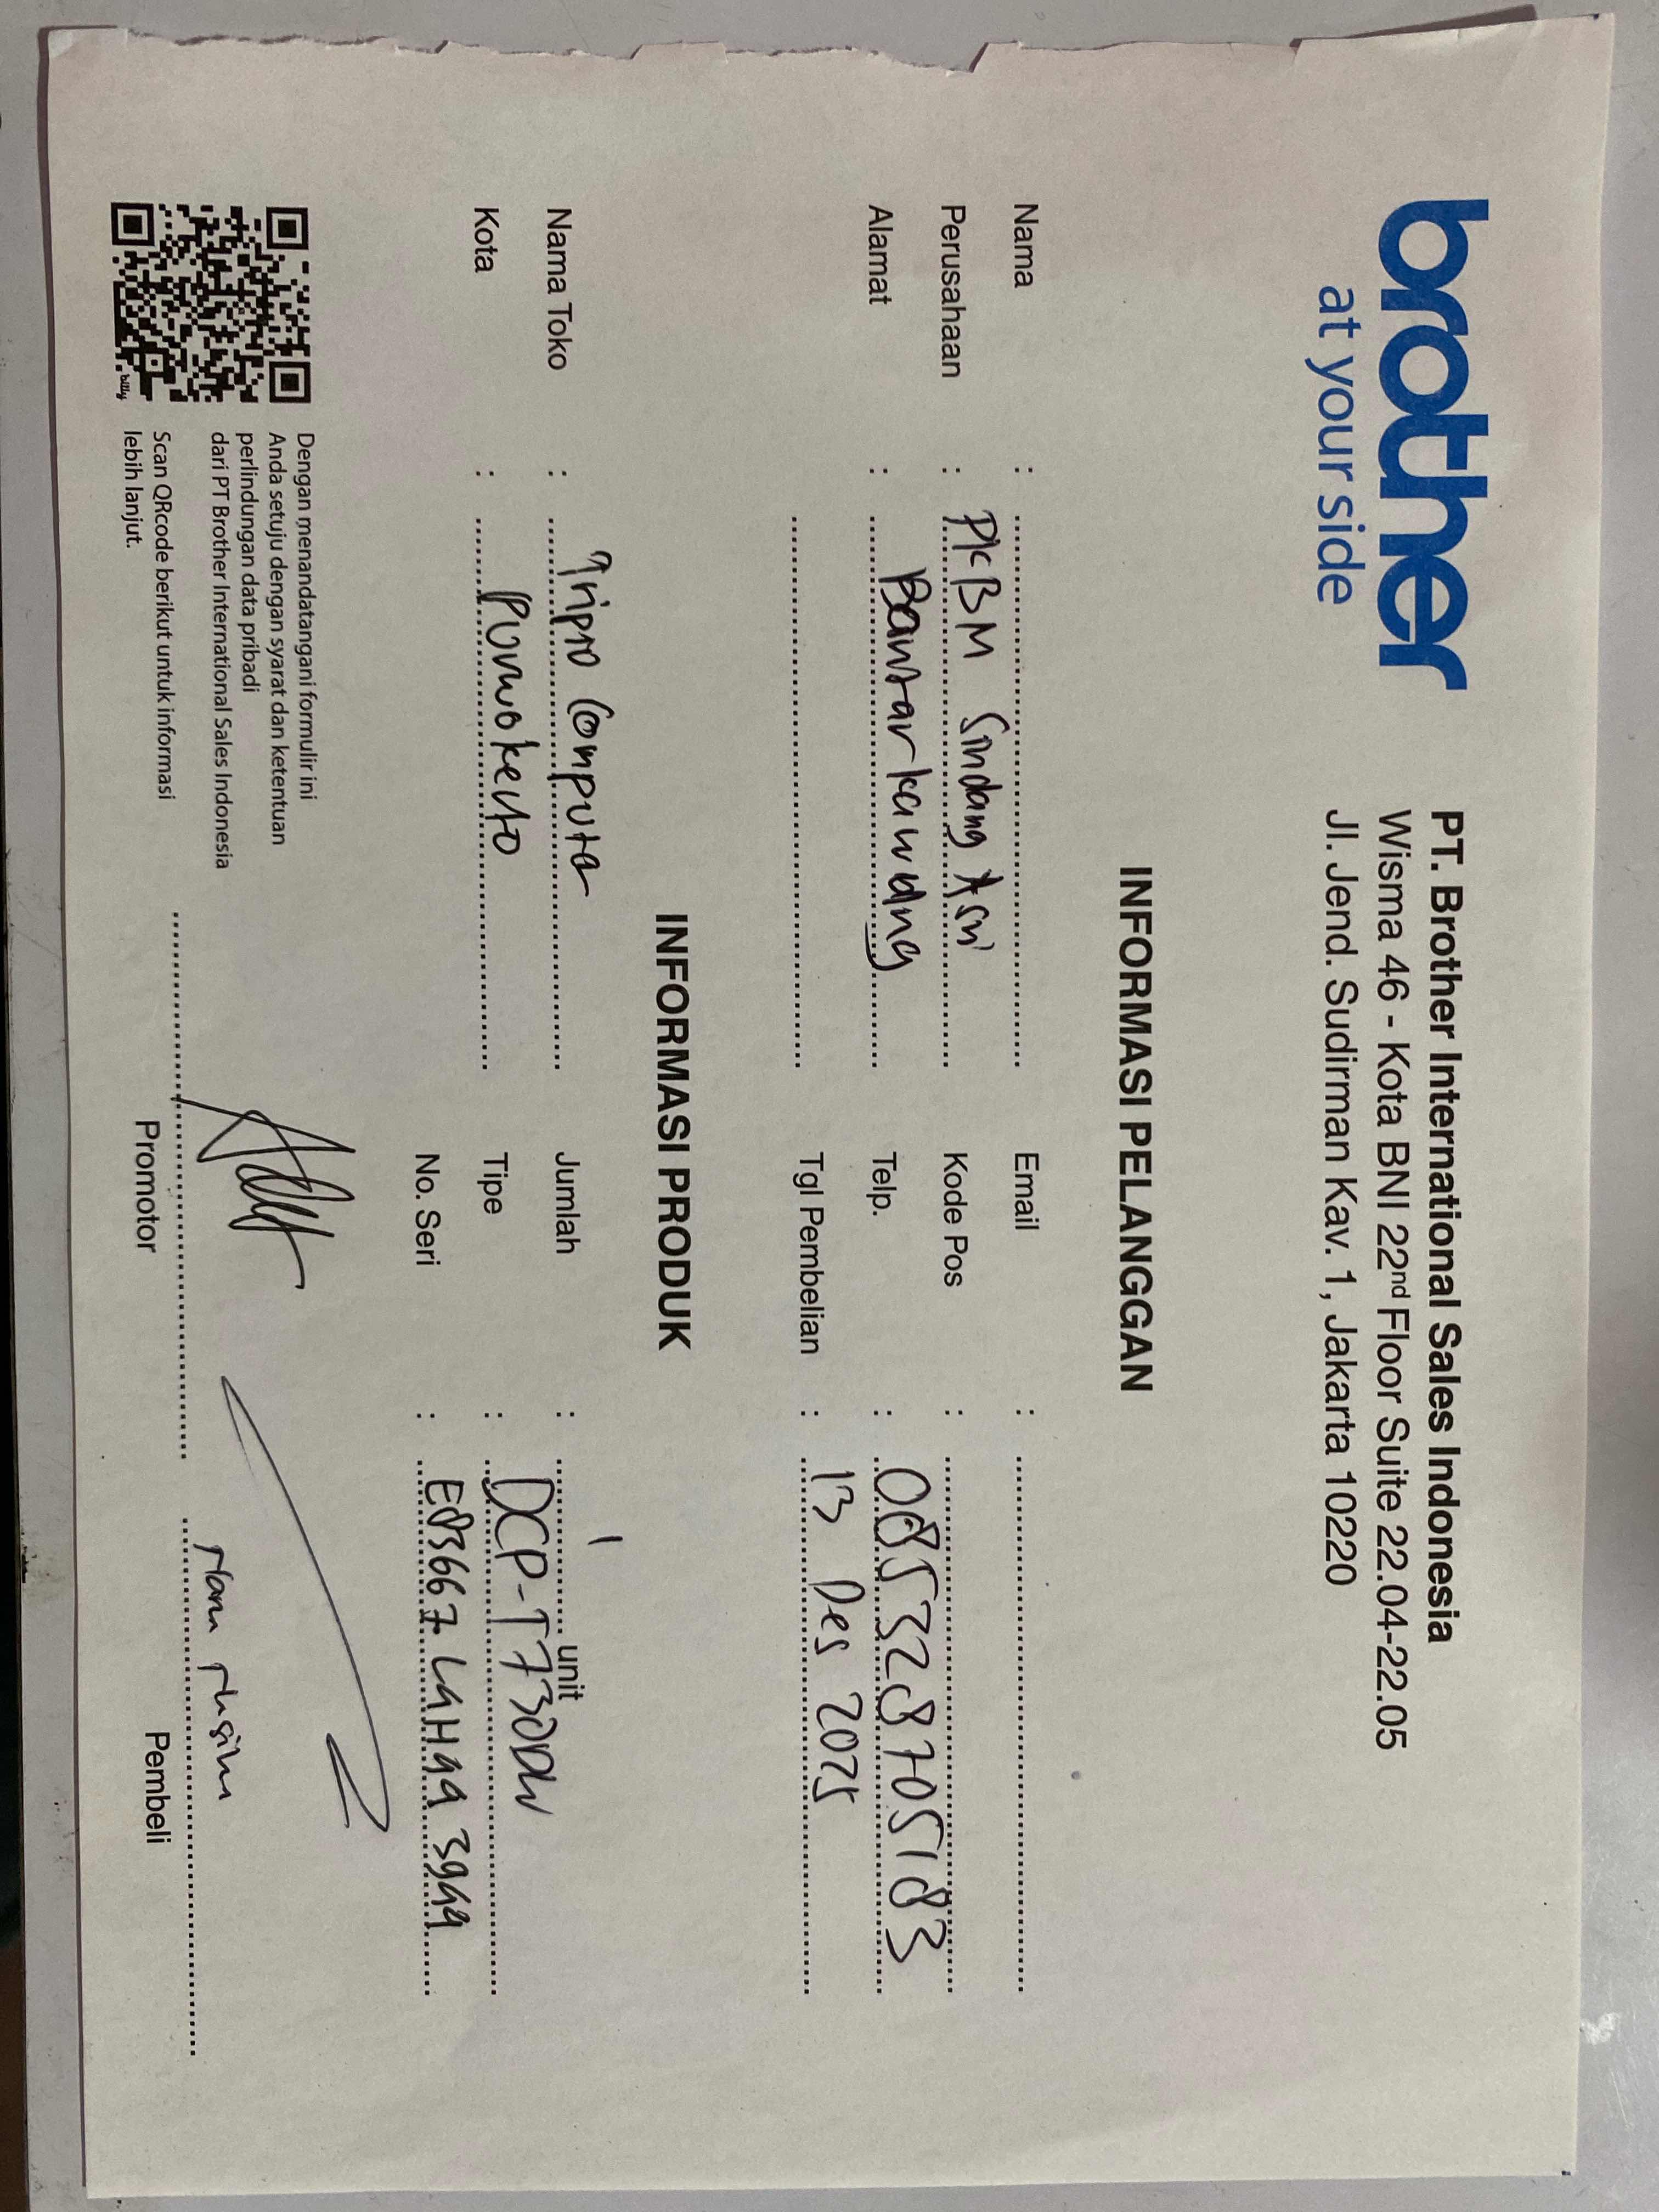 brother
at your side
PT. Brother International Sales Indonesia
Wisma 46 - Kota BNI 22nd Floor Suite 22.04-22.05
Jl. Jend. Sudirman Kav. 1, Jakarta 10220
INFORMASI PELANGGAN
Nama :
Email :
Perusahaan : PKBM Sindang Asri
Kode Pos :
Alamat : Bantarkawung
Telp. : 085328705183
Tgl Pembelian : 13 Des 2025
INFORMASI PRODUK
Nama Toko : Tripro Computer
Jumlah : 1 unit
Kota : Purwokerto
Tipe : DCP-T730DW
No. Seri : E83667L4H443944
Dengan menandatangani formulir ini
Anda setuju dengan syarat dan ketentuan
perlindungan data pribadi
dari PT Brother International Sales Indonesia
Scan QRcode berikut untuk informasi
lebih lanjut.
bitly
Promotor
Pembeli